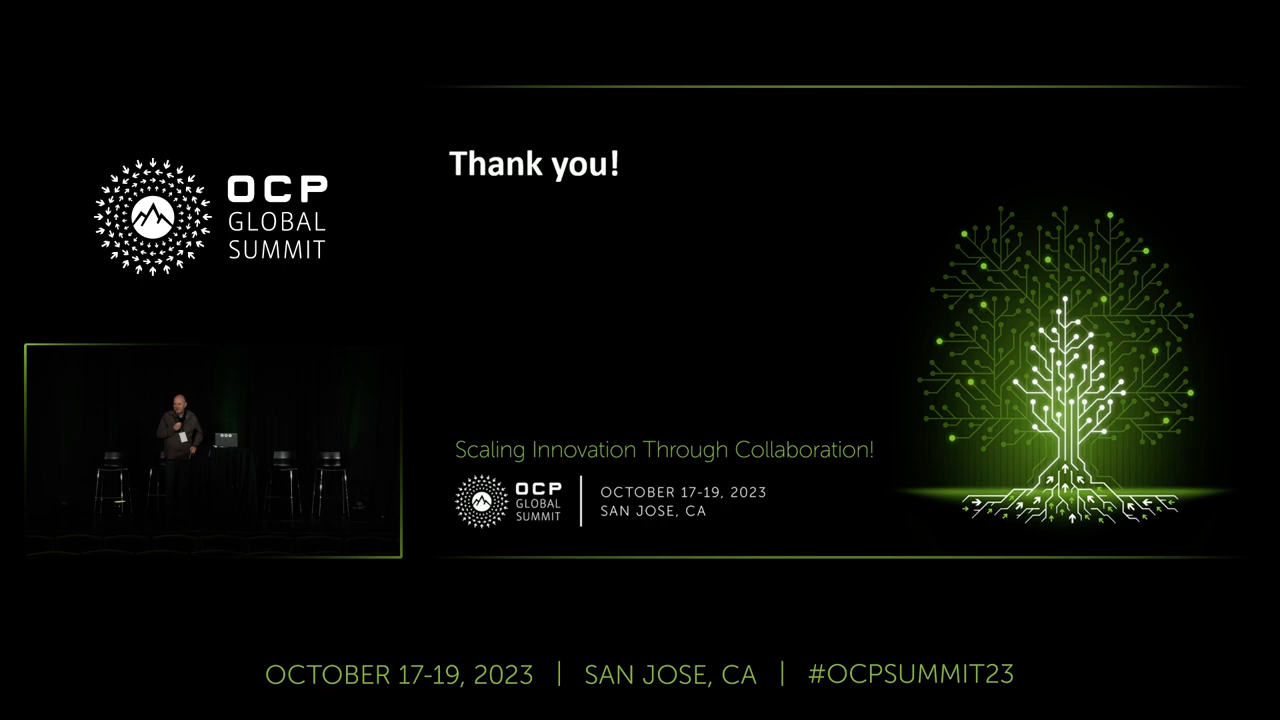 OCP
GLOBAL
SUMMIT
Thank you!
Scaling Innovation Through Collaboration!
OCP
GLOBAL
SUMMIT
OCTOBER 17-19, 2023
SAN JOSE, CA
OCTOBER 17-19, 2023 | SAN JOSE, CA | #OCPSUMMIT23